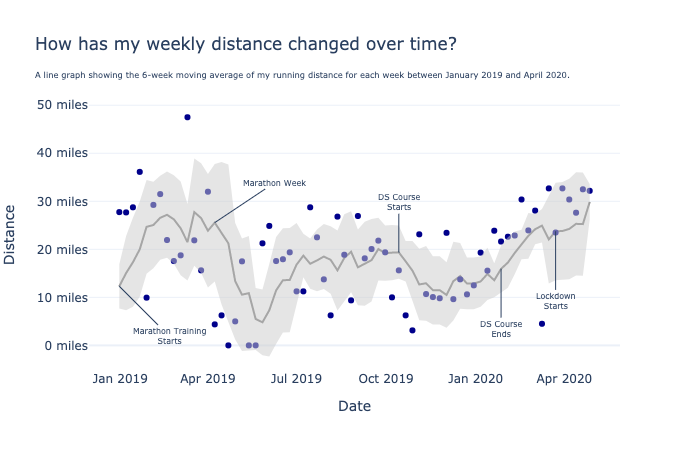 How has my weekly distance changed over time?
A line graph showing the 6-week moving average of my running distance for each week between January 2019 and April 2020.
50 miles
40 miles
30 miles
20 miles
10 miles
0 miles
Distance
Marathon Week
DS Course
Starts
Marathon Training
Starts
DS Course
Ends
Lockdown
Starts
Jan 2019
Apr 2019
Jul 2019
Oct 2019
Jan 2020
Apr 2020
Date